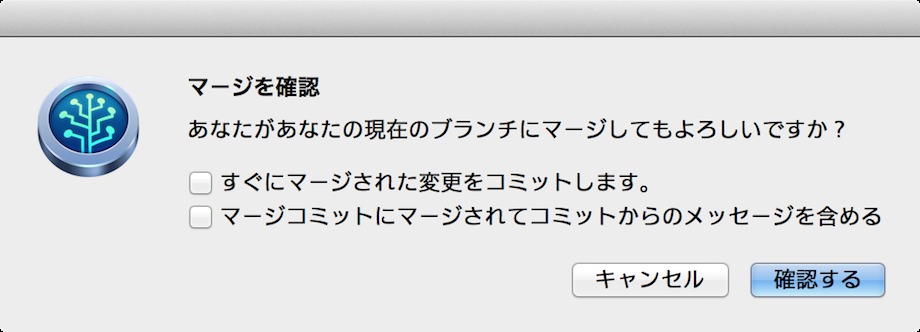 マージを確認
あなたがあなたの現在のブランチにマージしてもよろしいですか？
すぐにマージされた変更をコミットします。
マージコミットにマージされてコミットからのメッセージを含める
キャンセル
確認する